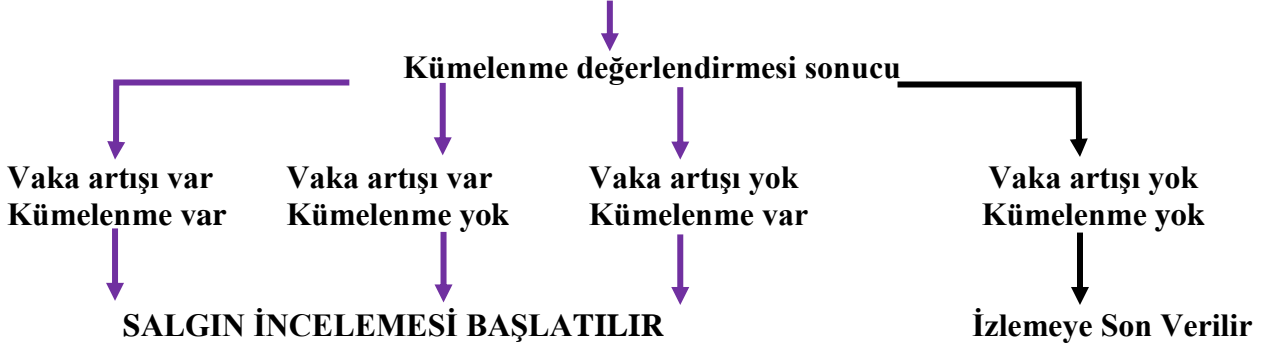 Kümelenme değerlendirmesi sonucu
Vaka artışı var
Kümelenme var
Vaka artışı var
Kümelenme yok
Vaka artışı yok
Kümelenme var
Vaka artışı yok
Kümelenme yok
SALGIN İNCELEMESİ BAŞLATILIR
İzlemeye Son Verilir